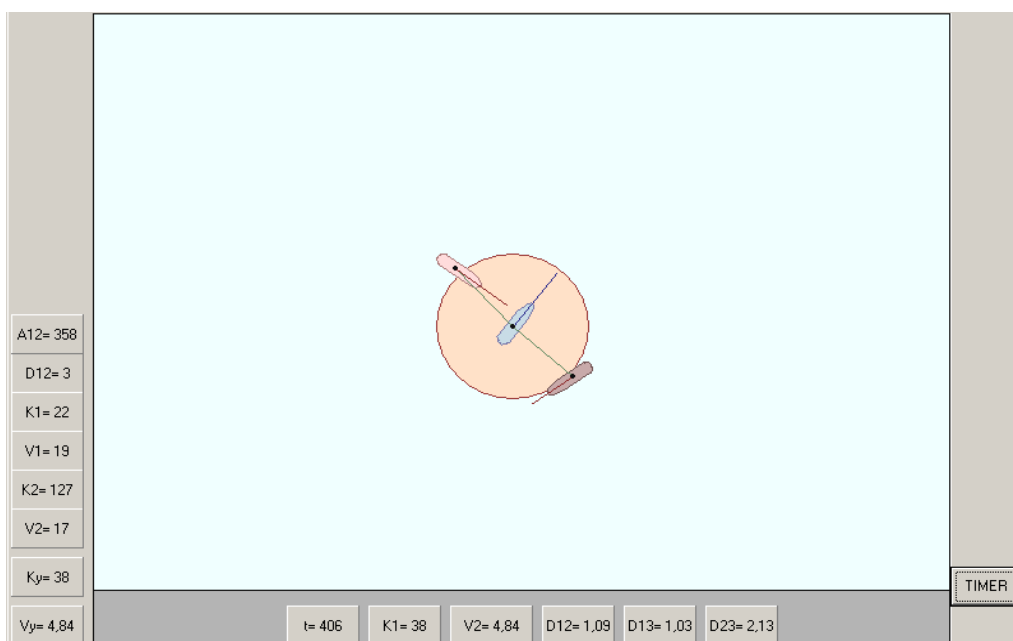 A12= 358
D12= 3
K1= 22
V1= 19
K2= 127
V2= 17
Ky= 38
TIMER
Vy= 4,84
t= 406
K1= 38
V2= 4,84
D12= 1,09
D13= 1,03
D23= 2,13